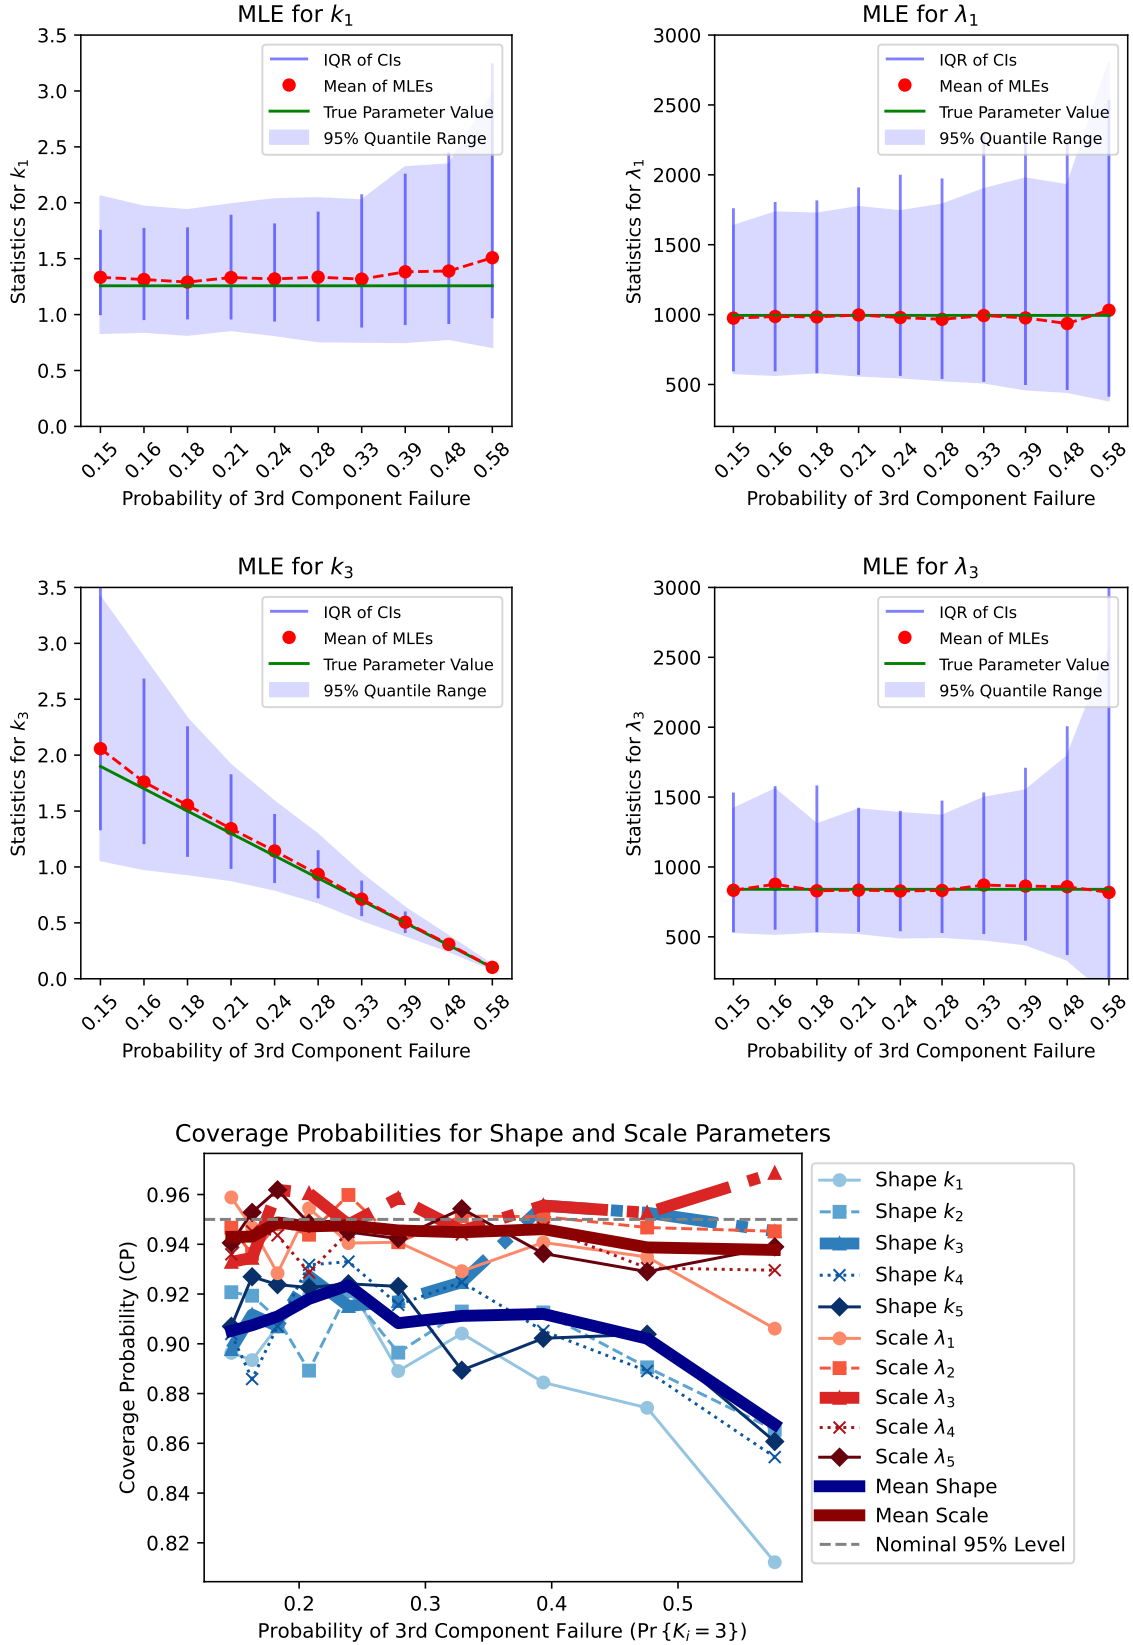 MLE for k₁
3.5
3.0
2.5
2.0
1.5
1.0
0.5
0.0
Statistics for k₁
IQR of CIs
Mean of MLEs
True Parameter Value
95% Quantile Range
0.15 0.16 0.18 0.21 0.24 0.28 0.33 0.39 0.48 0.58
Probability of 3rd Component Failure
MLE for λ₁
3000
2500
2000
1500
1000
500
Statistics for λ₁
IQR of CIs
Mean of MLEs
True Parameter Value
95% Quantile Range
0.15 0.16 0.18 0.21 0.24 0.28 0.33 0.39 0.48 0.58
Probability of 3rd Component Failure
MLE for k₃
3.5
3.0
2.5
2.0
1.5
1.0
0.5
0.0
Statistics for k₃
IQR of CIs
Mean of MLEs
True Parameter Value
95% Quantile Range
0.15 0.16 0.18 0.21 0.24 0.28 0.33 0.39 0.48 0.58
Probability of 3rd Component Failure
MLE for λ₃
3000
2500
2000
1500
1000
500
Statistics for λ₃
IQR of CIs
Mean of MLEs
True Parameter Value
95% Quantile Range
0.15 0.16 0.18 0.21 0.24 0.28 0.33 0.39 0.48 0.58
Probability of 3rd Component Failure
Coverage Probabilities for Shape and Scale Parameters
0.96
0.94
0.92
0.90
0.88
0.86
0.84
0.82
Coverage Probability (CP)
0.2 0.3 0.4 0.5
Probability of 3rd Component Failure (Pr{Kᵢ = 3})
Shape k₁
Shape k₂
Shape k₃
Shape k₄
Shape k₅
Scale λ₁
Scale λ₂
Scale λ₃
Scale λ₄
Scale λ₅
Mean Shape
Mean Scale
Nominal 95% Level